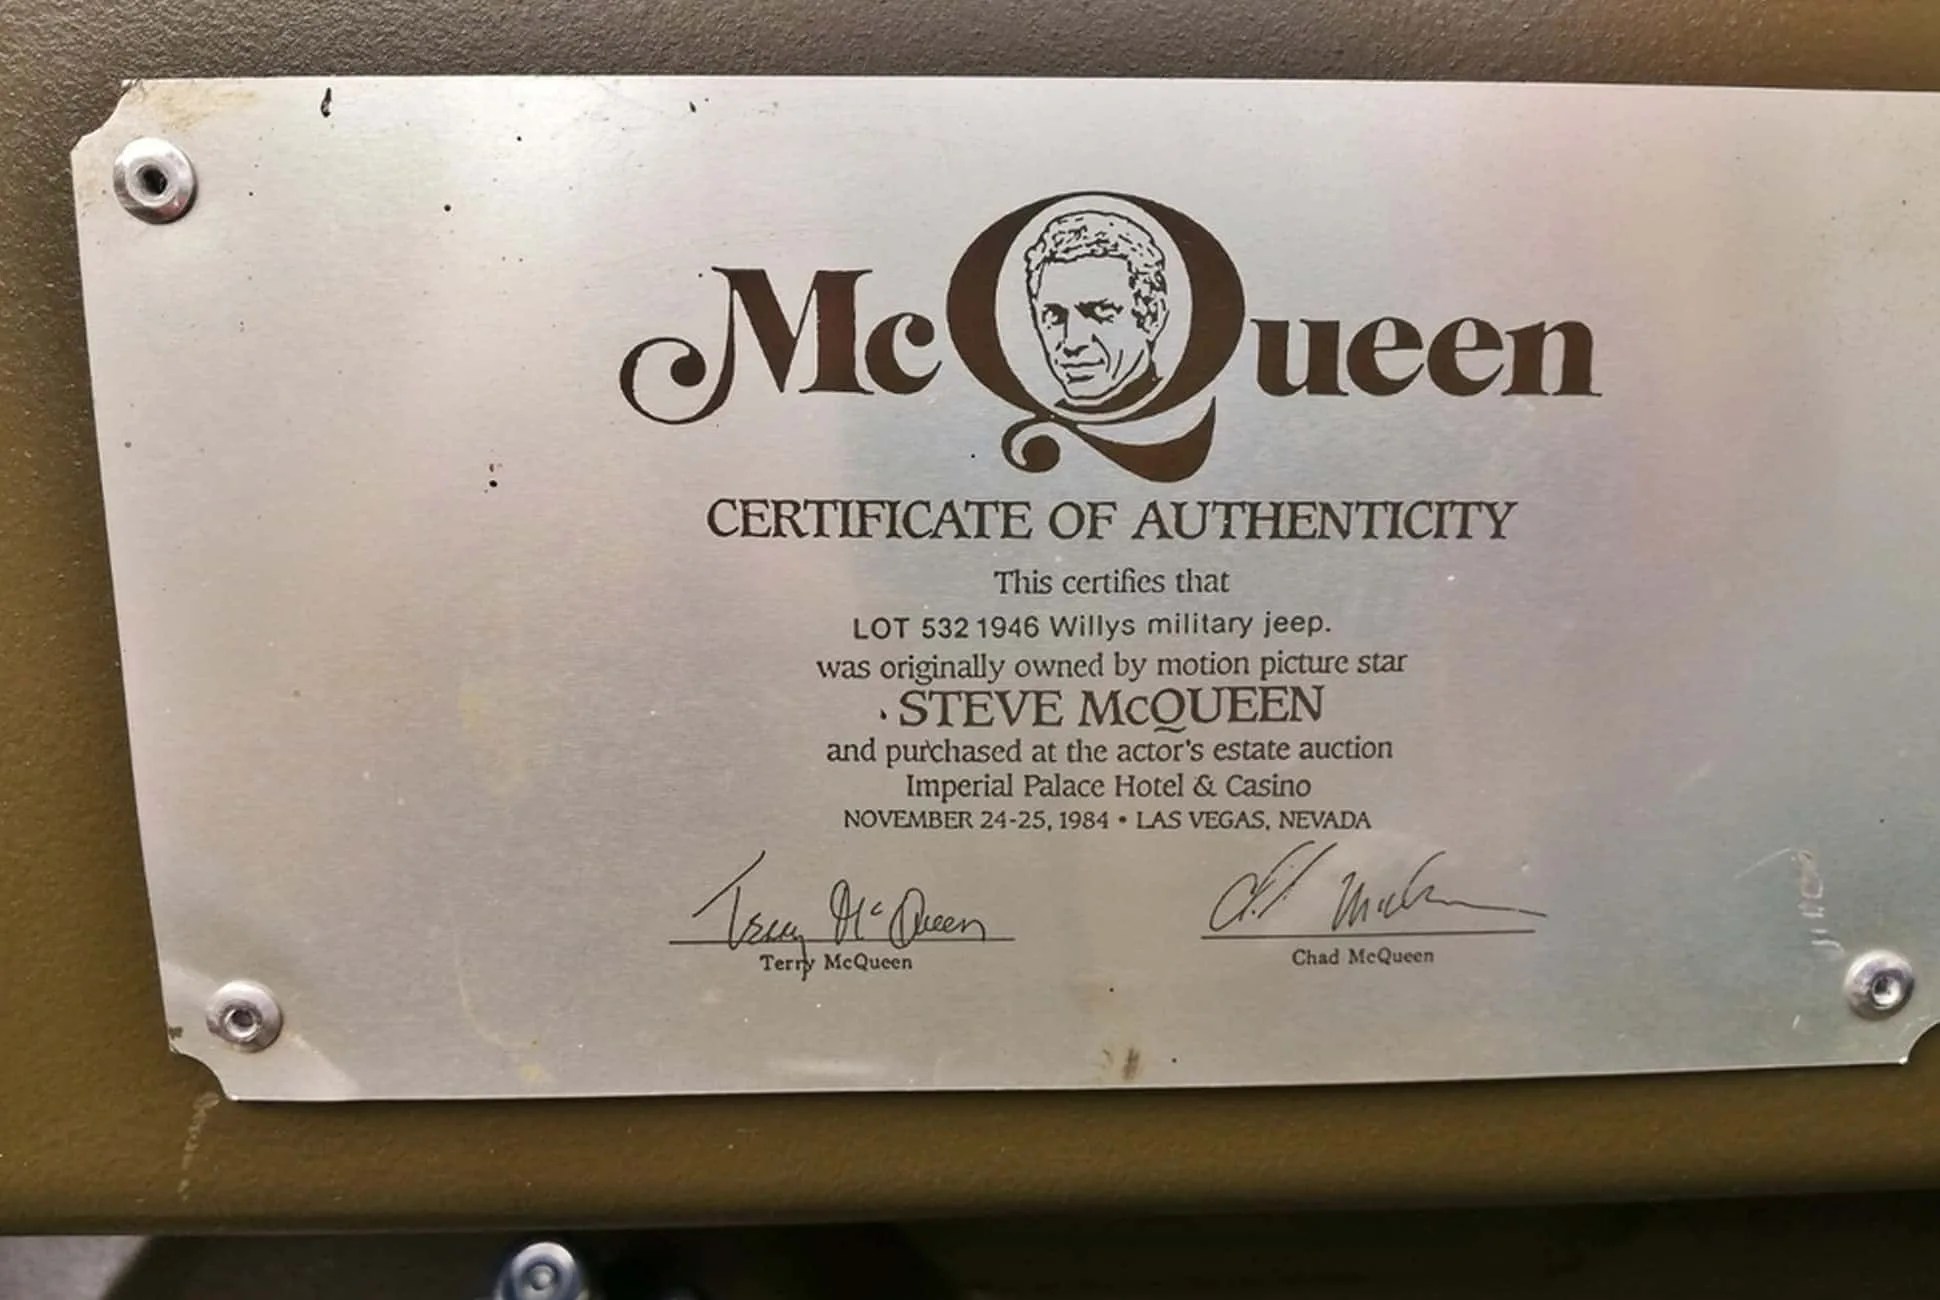 McQueen
CERTIFICATE OF AUTHENTICITY
This certifies that
LOT 532 1946 Willys military jeep.
was originally owned by motion picture star
STEVE McQUEEN
and purchased at the actor's estate auction
Imperial Palace Hotel & Casino
NOVEMBER 24-25, 1984 • LAS VEGAS, NEVADA
Terry McQueen
Terry McQueen
Chad McQueen